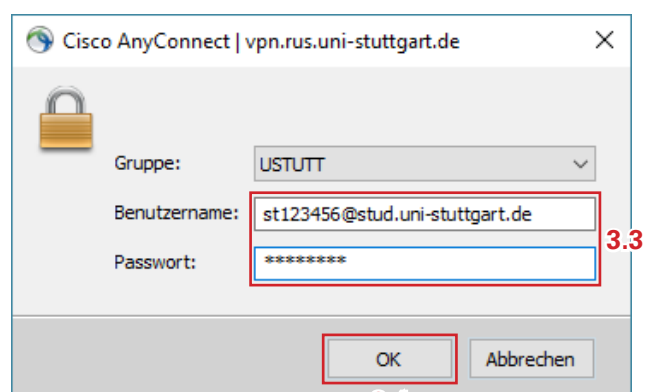 Cisco AnyConnect | vpn.rus.uni-stuttgart.de
Gruppe: USTUTT
Benutzername: st123456@stud.uni-stuttgart.de
3.3
Passwort: ********
OK Abbrechen